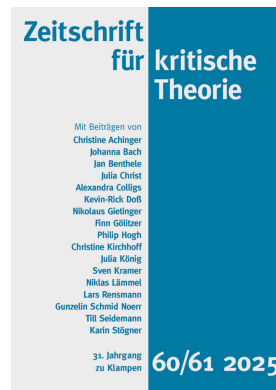 Zeitschrift
für kritische
Theorie
Mit Beiträgen von
Christine Achinger
Johanna Bach
Jan Benthele
Julia Christ
Alexandra Colligs
Kevin-Rick Doß
Nikolaus Gietinger
Finn Gölitzer
Philip Hogh
Christine Kirchhoff
Julia König
Sven Kramer
Niklas Lämmel
Lars Rensmann
Gunzelin Schmid Noerr
Till Seidemann
Karin Stögner
31. Jahrgang
zu Klampen
60/61 2025